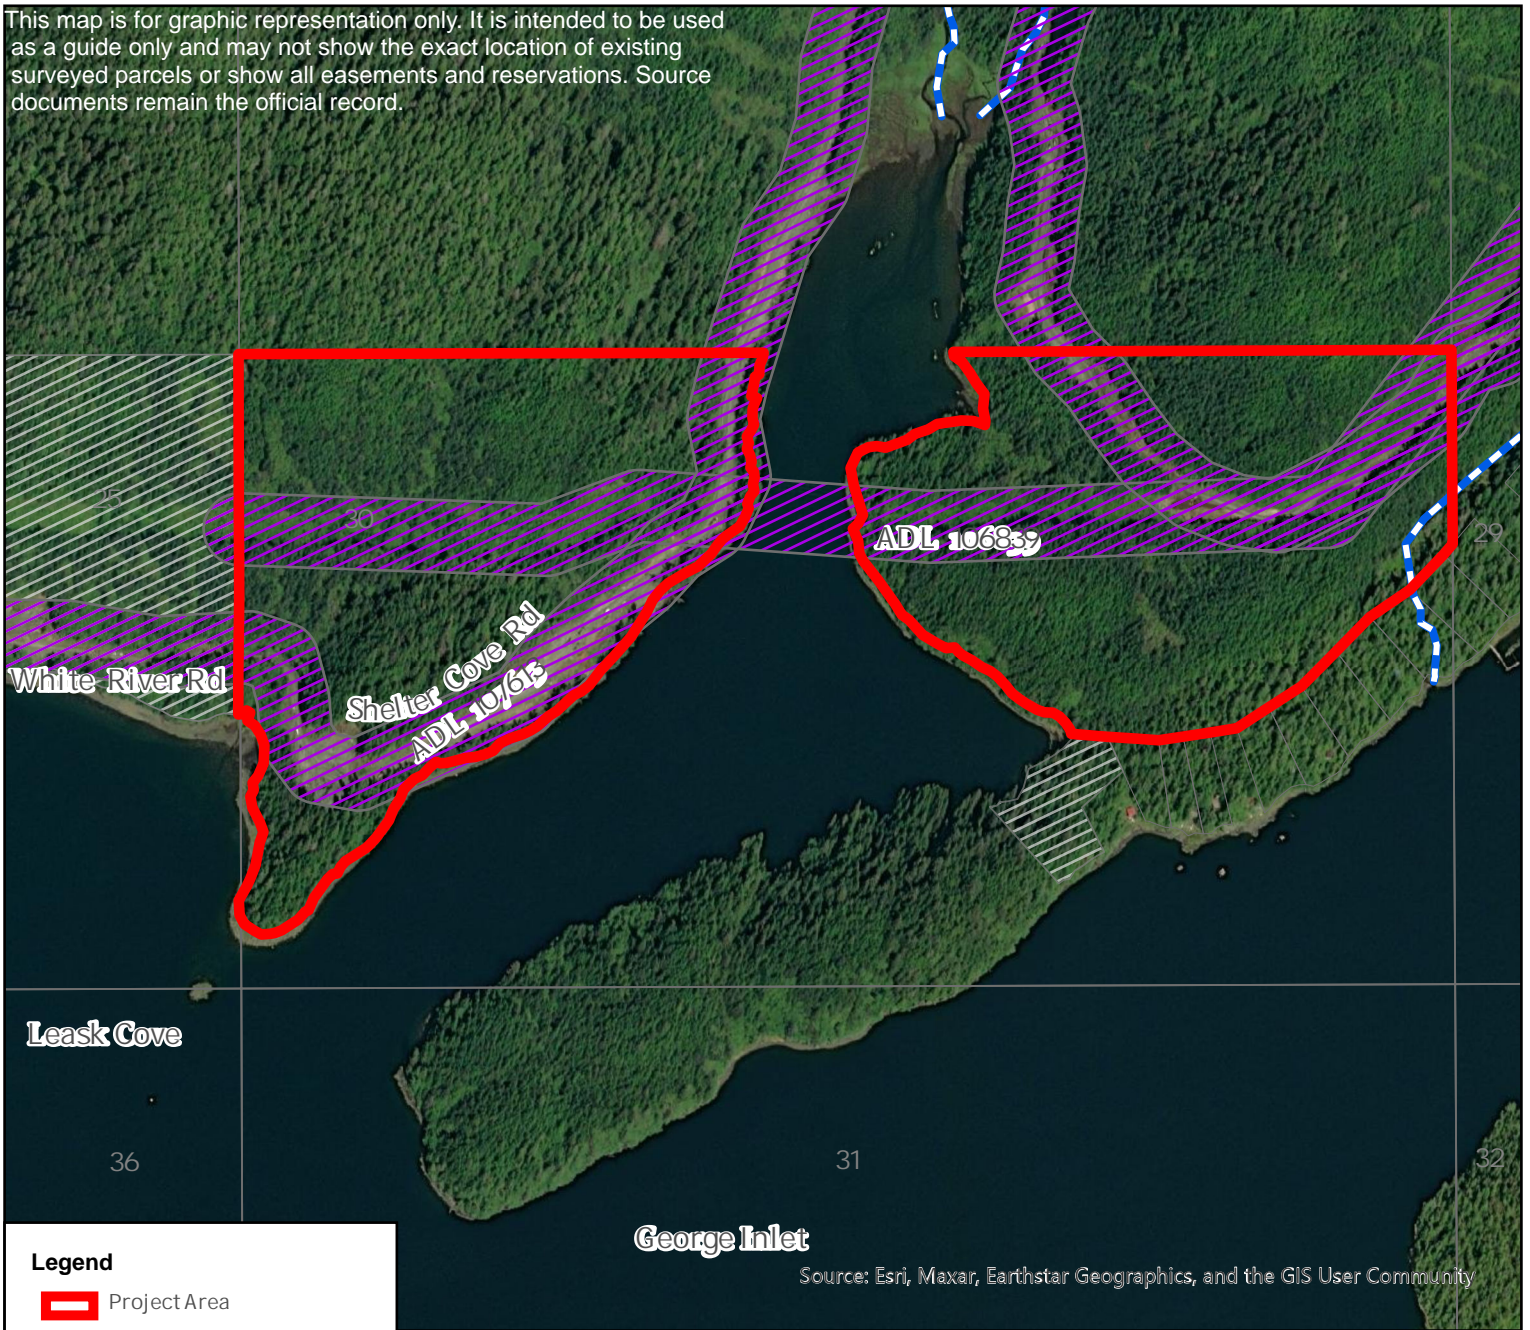 This map is for graphic representation only. It is intended to be used
as a guide only and may not show the exact location of existing
surveyed parcels or show all easements and reservations. Source
documents remain the official record.
25
30
ADL 106839
29
Shelter Cove Rd
White River Rd
ADL 107613
Leask Cove
36
31
32
George Inlet
Source: Esri, Maxar, Earthstar Geographics, and the GIS User Community
Legend
Project Area